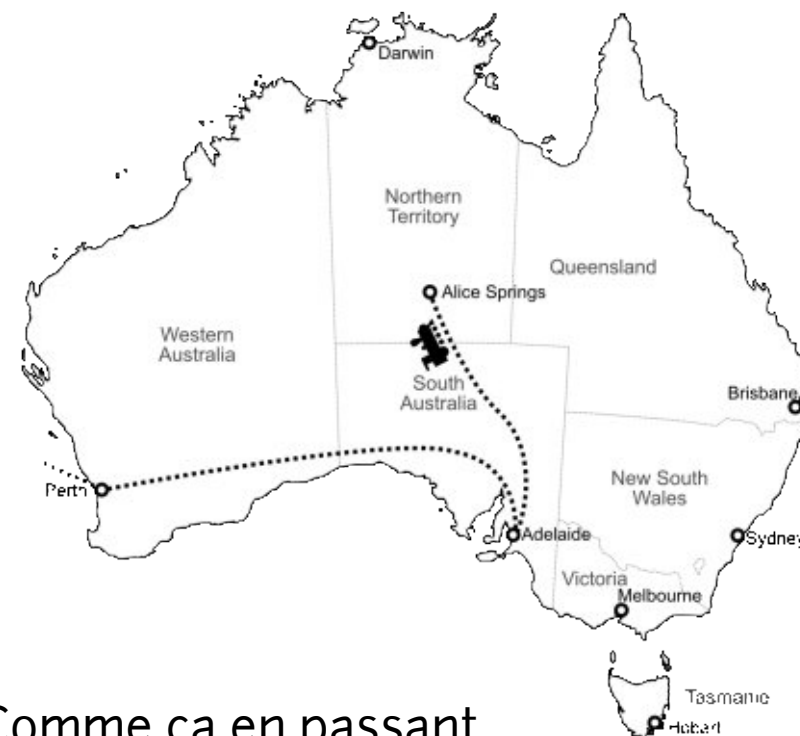 Darwin
Northern
Territory
Queensland
Alice Springs
Western
Australia
South
Australia
Brisbane
New South
Wales
Perth
Adelaide
Sydney
Victoria
Melbourne
Tasmanie
Hobart
Comme ça en passant